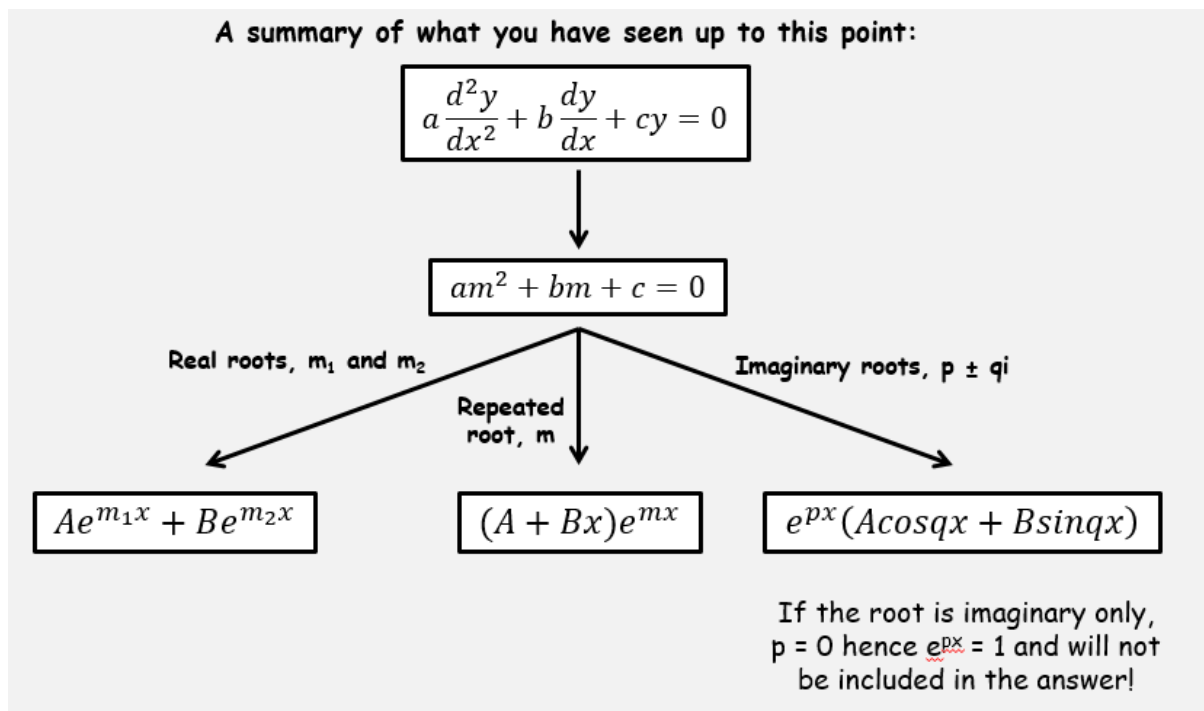 A summary of what you have seen up to this point:
a d²y/dx² + b dy/dx + cy = 0
am² + bm + c = 0
Real roots, m₁ and m₂
Repeated
root, m
Imaginary roots, p ± qi
Ae^{m₁x} + Be^{m₂x}
(A + Bx)e^{mx}
e^{px}(Acosqx + Bsinqx)
If the root is imaginary only,
p = 0 hence e^{px} = 1 and will not
be included in the answer!